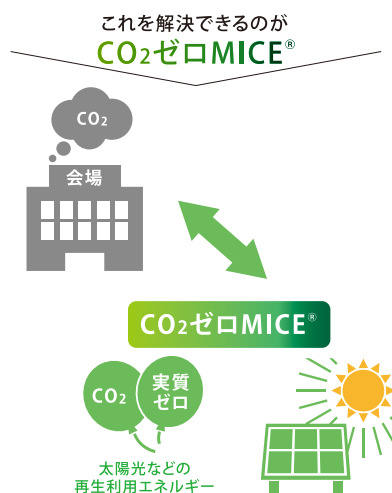 これを解決できるのが
CO₂ゼロMICE®
CO₂
会場
CO₂ゼロMICE®
CO₂
実質
ゼロ
太陽光などの
再生利用エネルギー